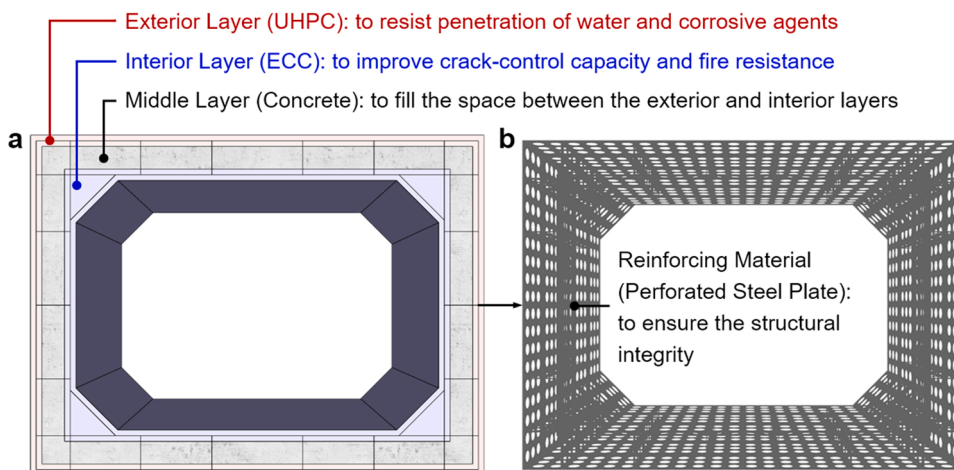 Exterior Layer (UHPC): to resist penetration of water and corrosive agents
Interior Layer (ECC): to improve crack-control capacity and fire resistance
Middle Layer (Concrete): to fill the space between the exterior and interior layers
a
b
Reinforcing Material
(Perforated Steel Plate):
to ensure the structural
integrity